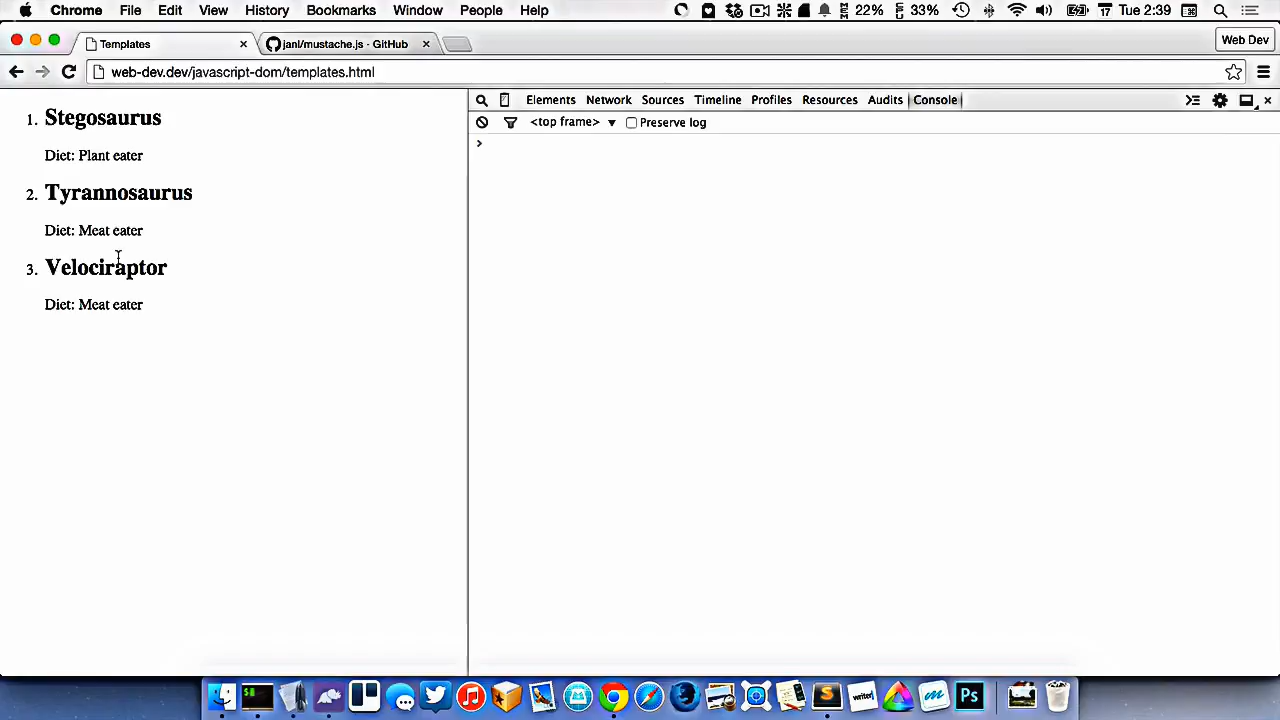 Chrome File Edit View History Bookmarks Window People Help 22% 33% 17 Tue 2:39
Templates janl/mustache.js · GitHub Web Dev
web-dev.dev/javascript-dom/templates.html
Elements Network Sources Timeline Profiles Resources Audits Console
<top frame> Preserve log
1. Stegosaurus
Diet: Plant eater
2. Tyrannosaurus
Diet: Meat eater
3. Velociraptor
Diet: Meat eater